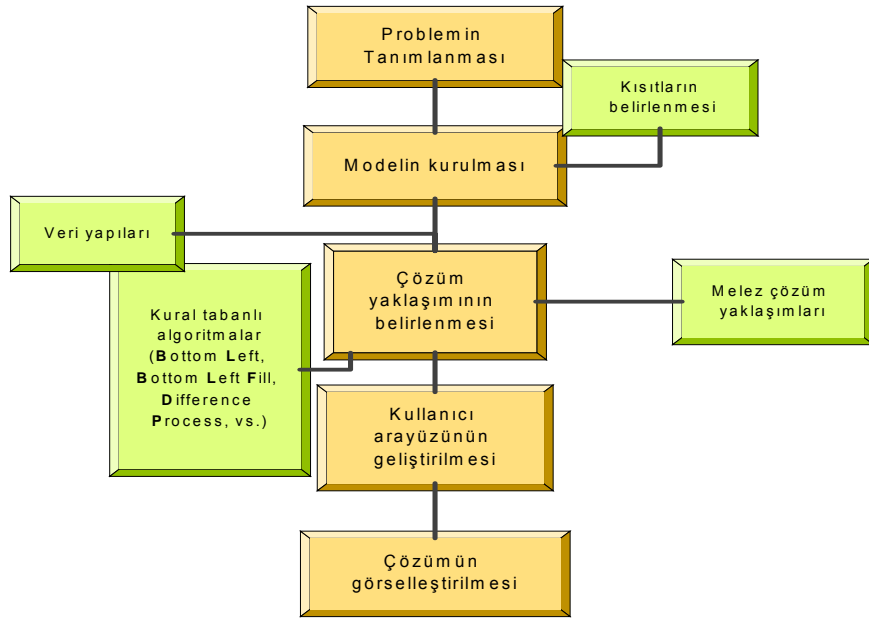 Problemin
Tanımlanması
Kısıtların
belirlenmesi
Modelin kurulması
Veri yapıları
Çözüm
yaklaşımının
belirlenmesi
Melez çözüm
yaklaşımları
Kural tabanlı
algoritmalar
(Bottom Left,
Bottom Left Fill,
Difference
Process, vs.)
Kullanıcı
arayüzünün
geliştirilmesi
Çözümün
görselleştirilmesi